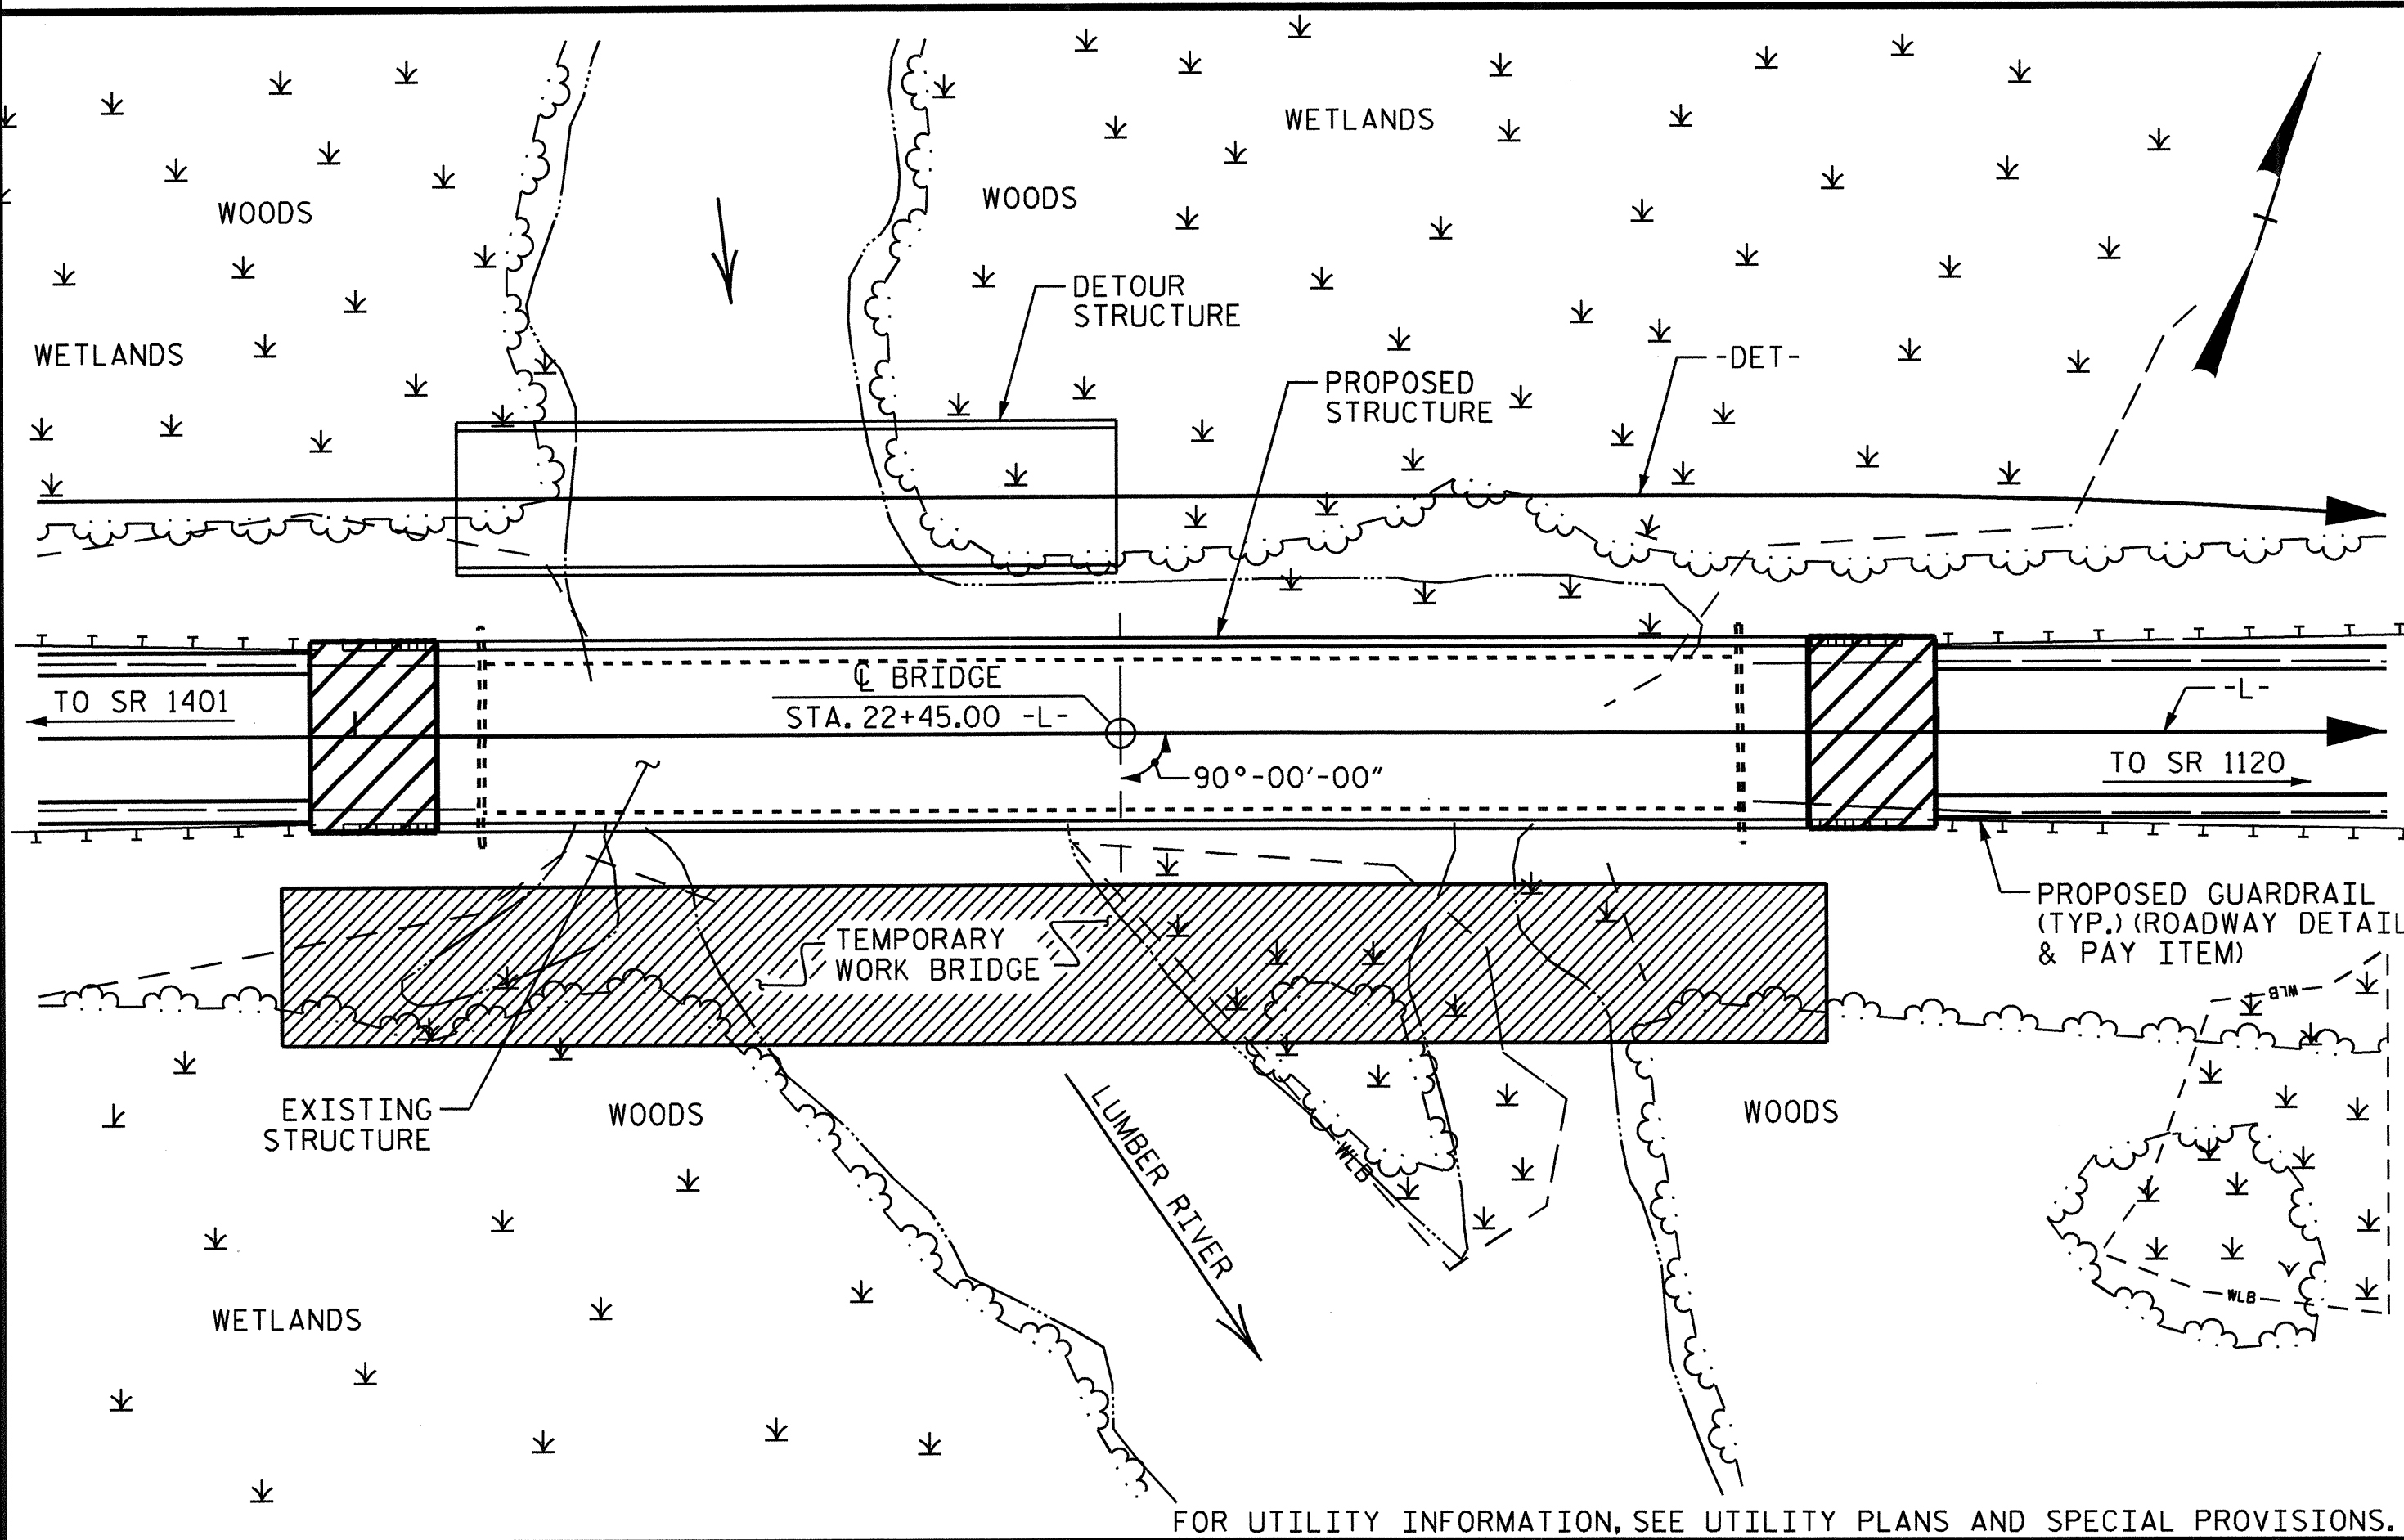 WETLANDS
WOODS
WOODS
DETOUR
STRUCTURE
WETLANDS
-DET-
PROPOSED
STRUCTURE
TO SR 1401
℄ BRIDGE
STA. 22+45.00 -L-
-L-
90°-00'-00"
TO SR 1120
PROPOSED GUARDRAIL
(TYP.) (ROADWAY DETAIL
& PAY ITEM)
TEMPORARY
WORK BRIDGE
WLB
EXISTING
STRUCTURE
WOODS
LUMBER RIVER
WLB
WOODS
WETLANDS
WLB
FOR UTILITY INFORMATION, SEE UTILITY PLANS AND SPECIAL PROVISIONS.